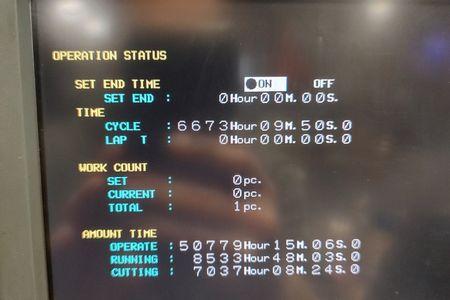 OPERATION STATUS
SET END TIME ●ON OFF
SET END : 0Hour00M.00S.
TIME
CYCLE : 6673Hour09M.50S.0
LAP T : 0Hour00M.00S.0
WORK COUNT
SET : 0pc.
CURRENT : 0pc.
TOTAL : 1pc.
AMOUNT TIME
OPERATE : 50779Hour15M.06S.0
RUNNING : 8533Hour48M.03S.0
CUTTING : 7037Hour08M.24S.0